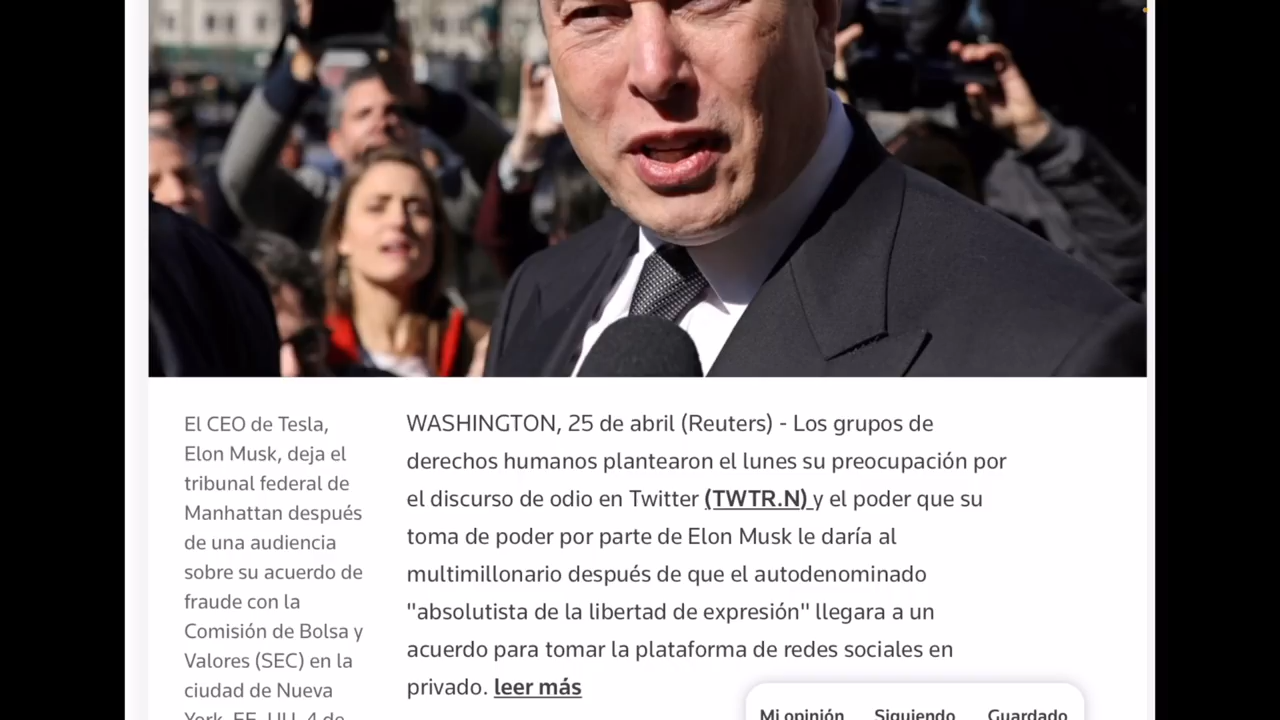 El CEO de Tesla,
Elon Musk, deja el
tribunal federal de
Manhattan después
de una audiencia
sobre su acuerdo de
fraude con la
Comisión de Bolsa y
Valores (SEC) en la
ciudad de Nueva
York, EE. UU. 4 de
WASHINGTON, 25 de abril (Reuters) - Los grupos de
derechos humanos plantearon el lunes su preocupación por
el discurso de odio en Twitter (TWTR.N) y el poder que su
toma de poder por parte de Elon Musk le daría al
multimillonario después de que el autodenominado
"absolutista de la libertad de expresión" llegara a un
acuerdo para tomar la plataforma de redes sociales en
privado. leer más
Mi opinión Siguiendo Guardado